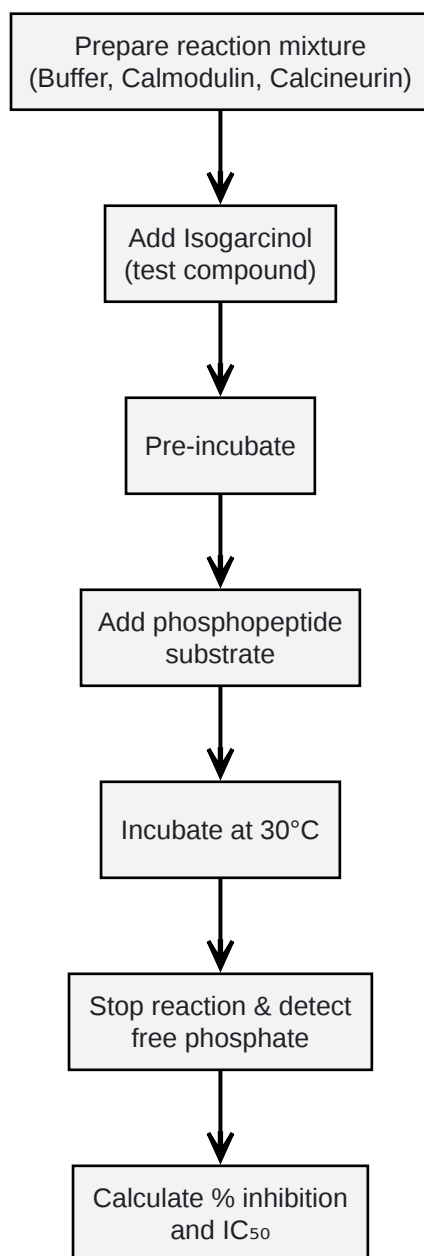 Prepare reaction mixture
(Buffer, Calmodulin, Calcineurin)
Add Isogarcinol
(test compound)
Pre-incubate
Add phosphopeptide
substrate
Incubate at 30°C
Stop reaction & detect
free phosphate
Calculate % inhibition
and IC₅₀